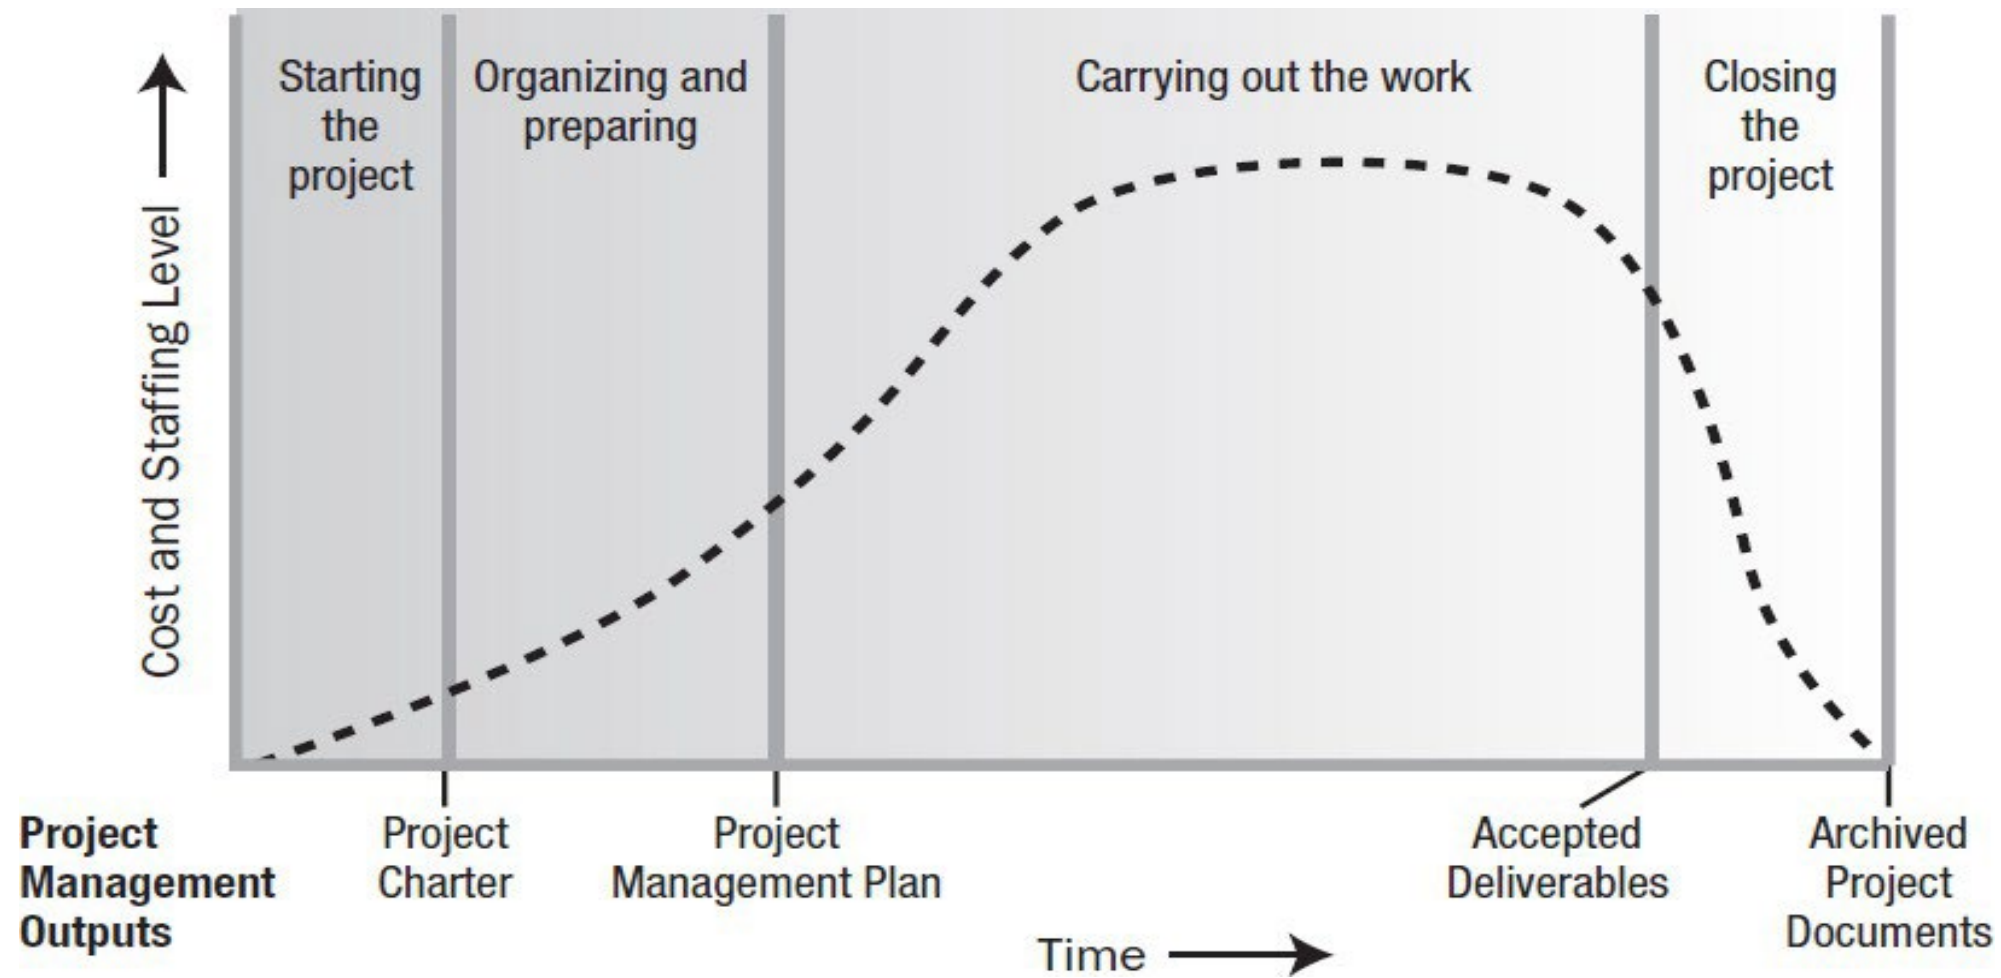 Starting
the
project
Organizing and
preparing
Carrying out the work
Closing
the
project
Cost and Staffing Level
Project
Management
Outputs
Project
Charter
Project
Management Plan
Accepted
Deliverables
Archived
Project
Documents
Time